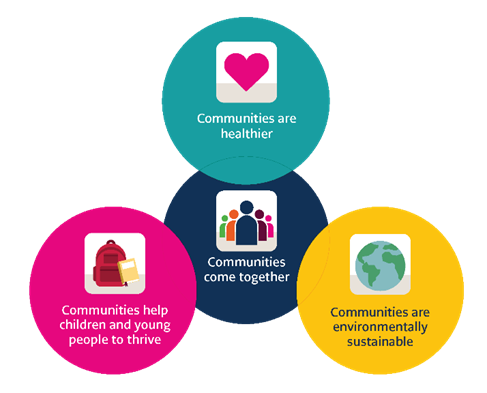 Communities are
healthier
Communities
come together
Communities help
children and young
people to thrive
Communities are
environmentally
sustainable